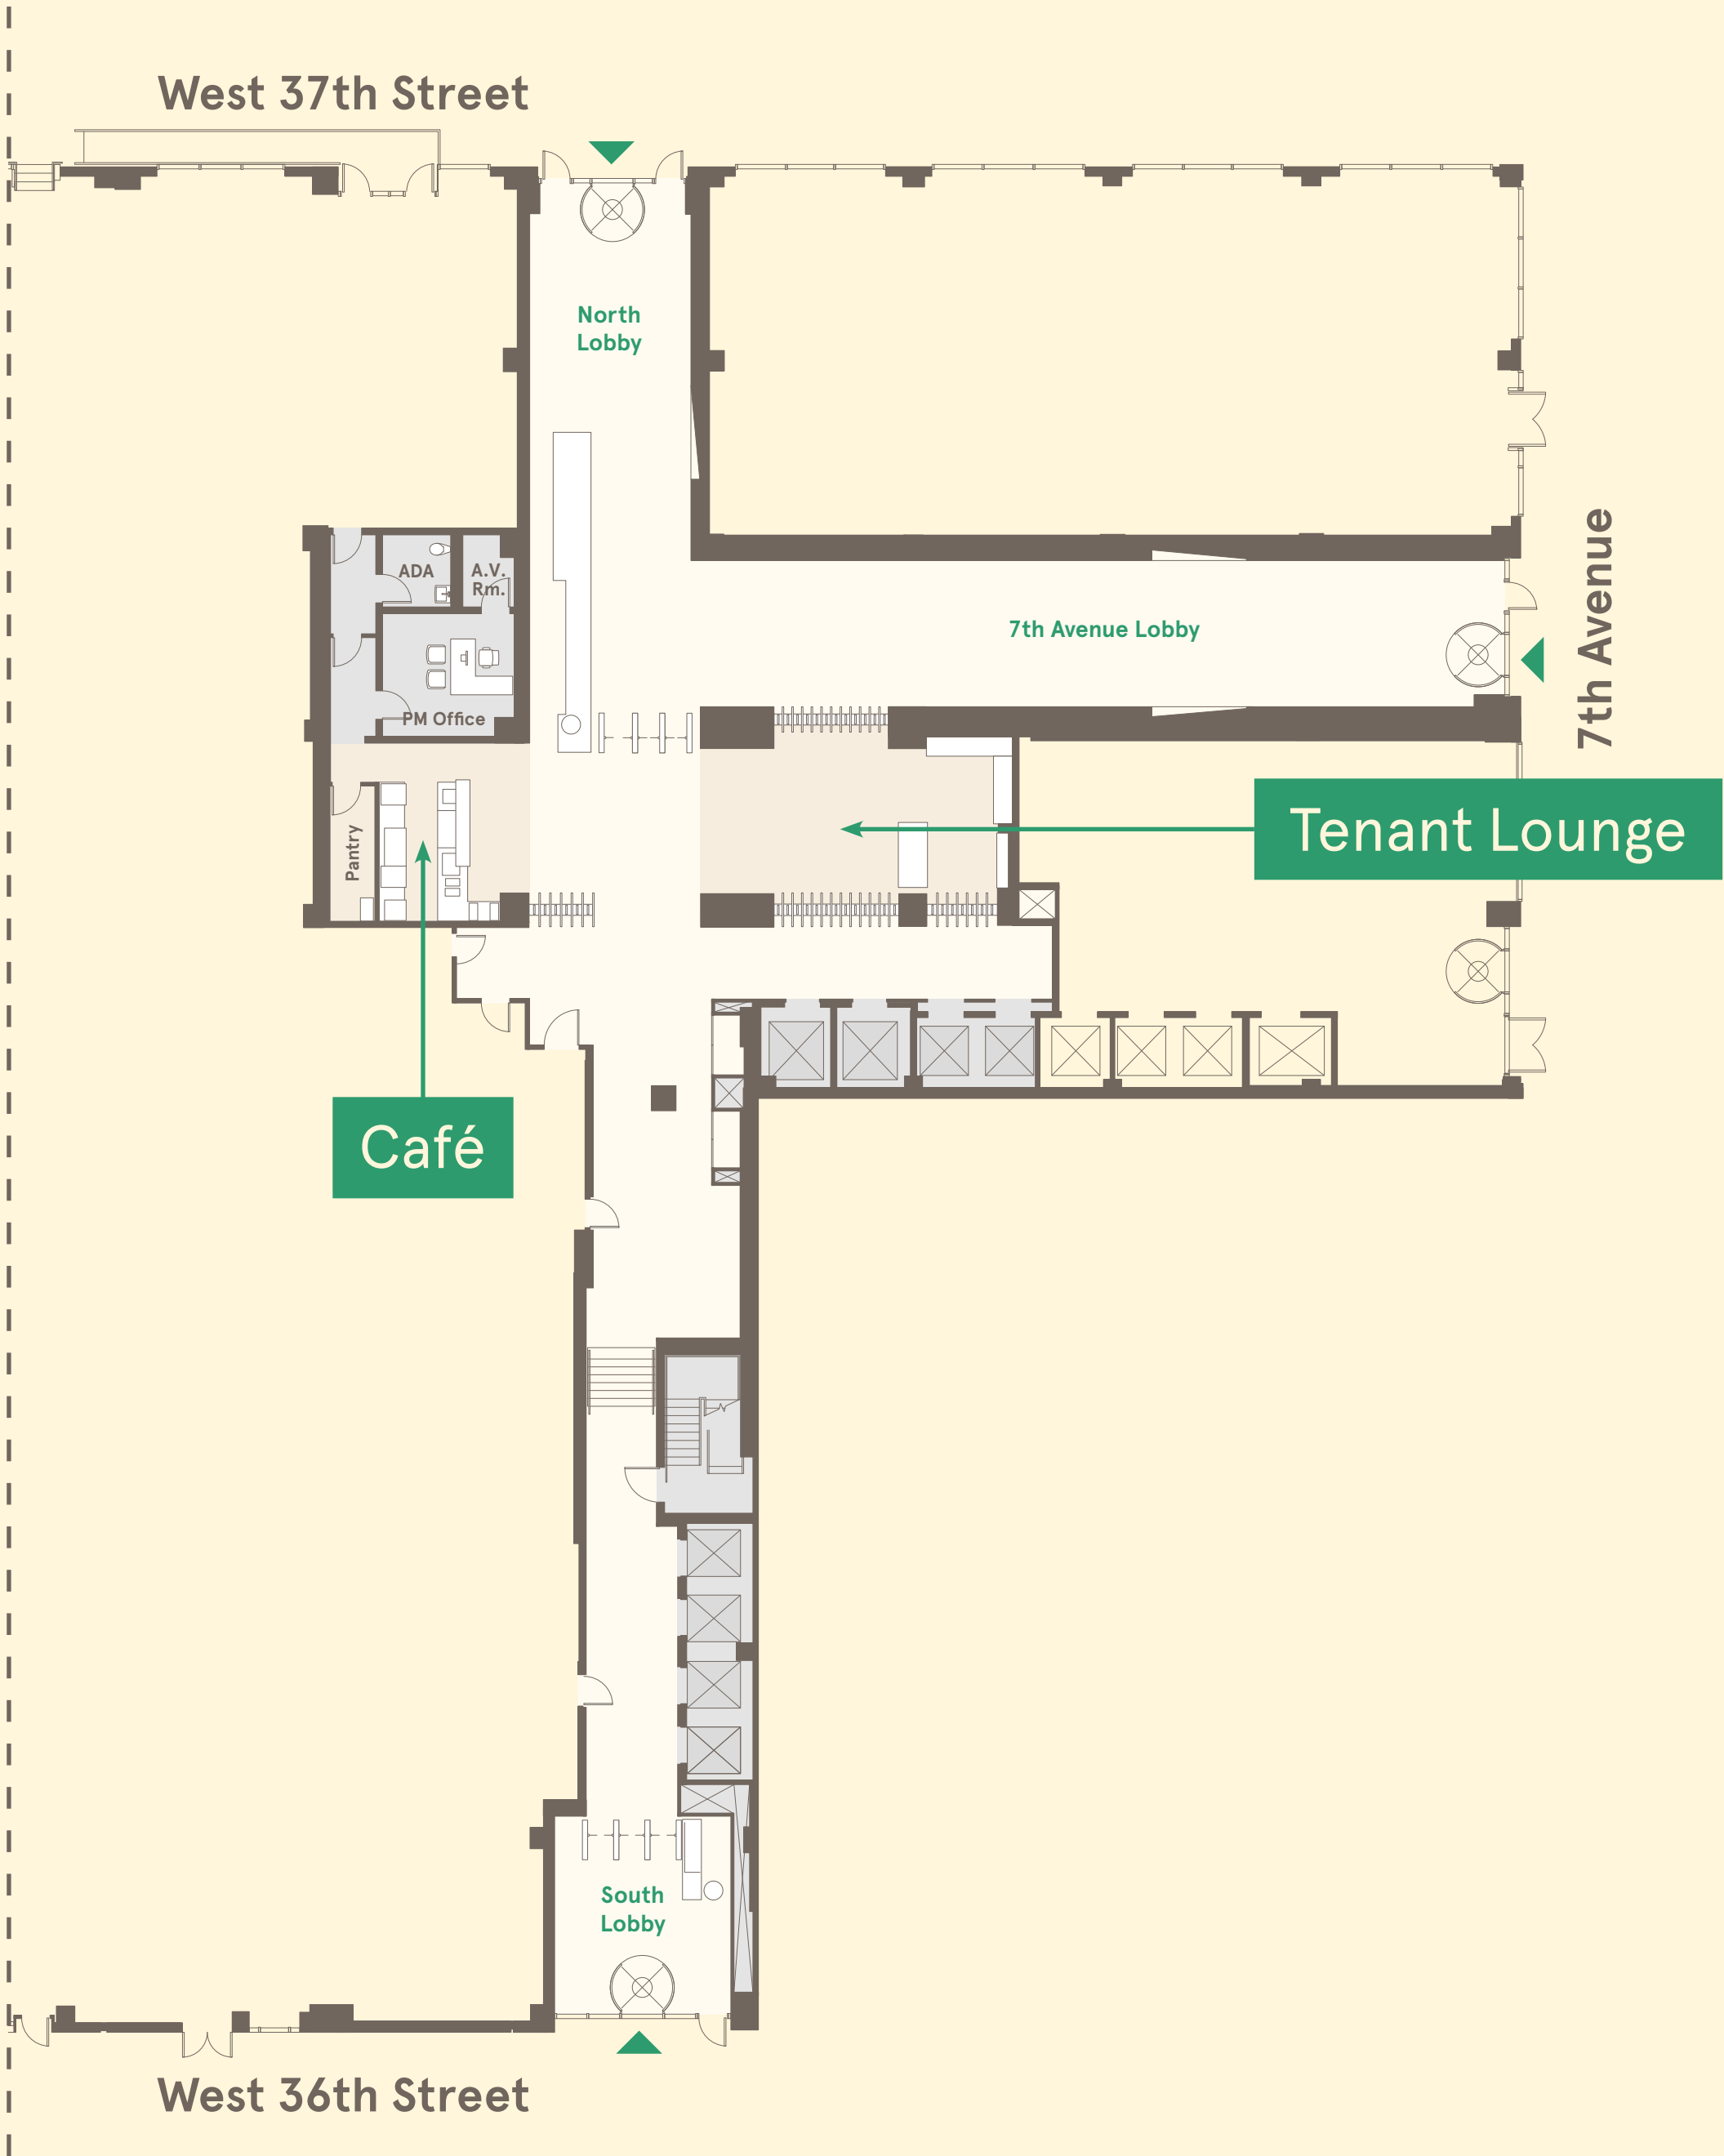 West 37th Street
North
Lobby
ADA
A.V.
Rm.
7th Avenue Lobby
7th Avenue
PM Office
Tenant Lounge
Pantry
Café
South
Lobby
West 36th Street